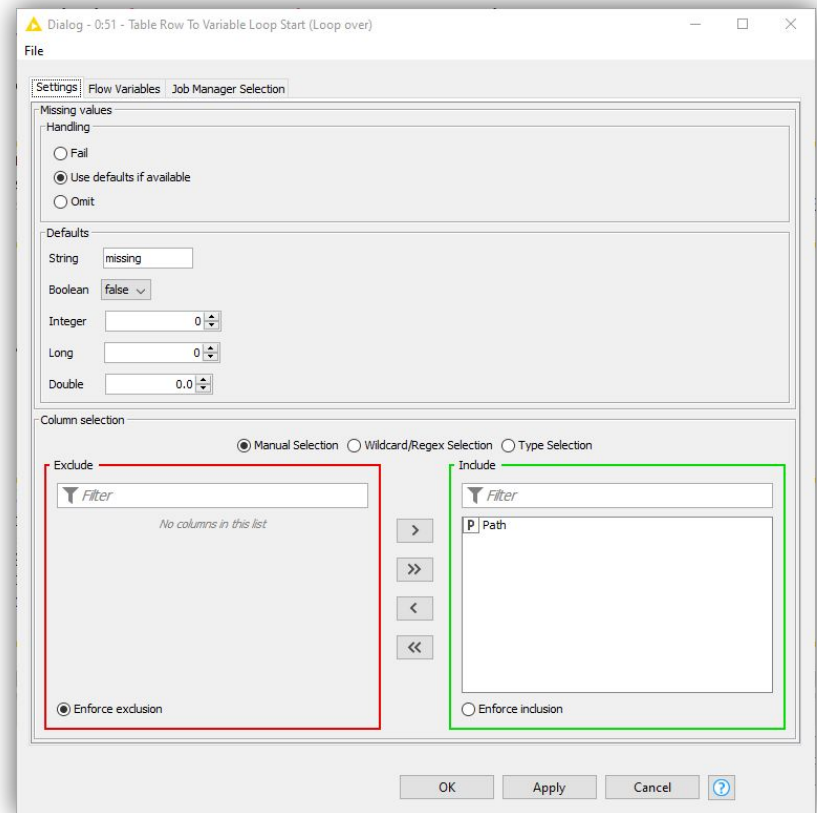 Dialog - 0:51 - Table Row To Variable Loop Start (Loop over)
File
Settings Flow Variables Job Manager Selection
Missing values
Handling
Fail
Use defaults if available
Omit
Defaults
String missing
Boolean false
Integer 0
Long 0
Double 0.0
Column selection
Manual Selection Wildcard/Regex Selection Type Selection
Exclude Include
Filter Filter
No columns in this list
P Path
>
>>
<
<<
Enforce exclusion Enforce inclusion
OK Apply Cancel ?